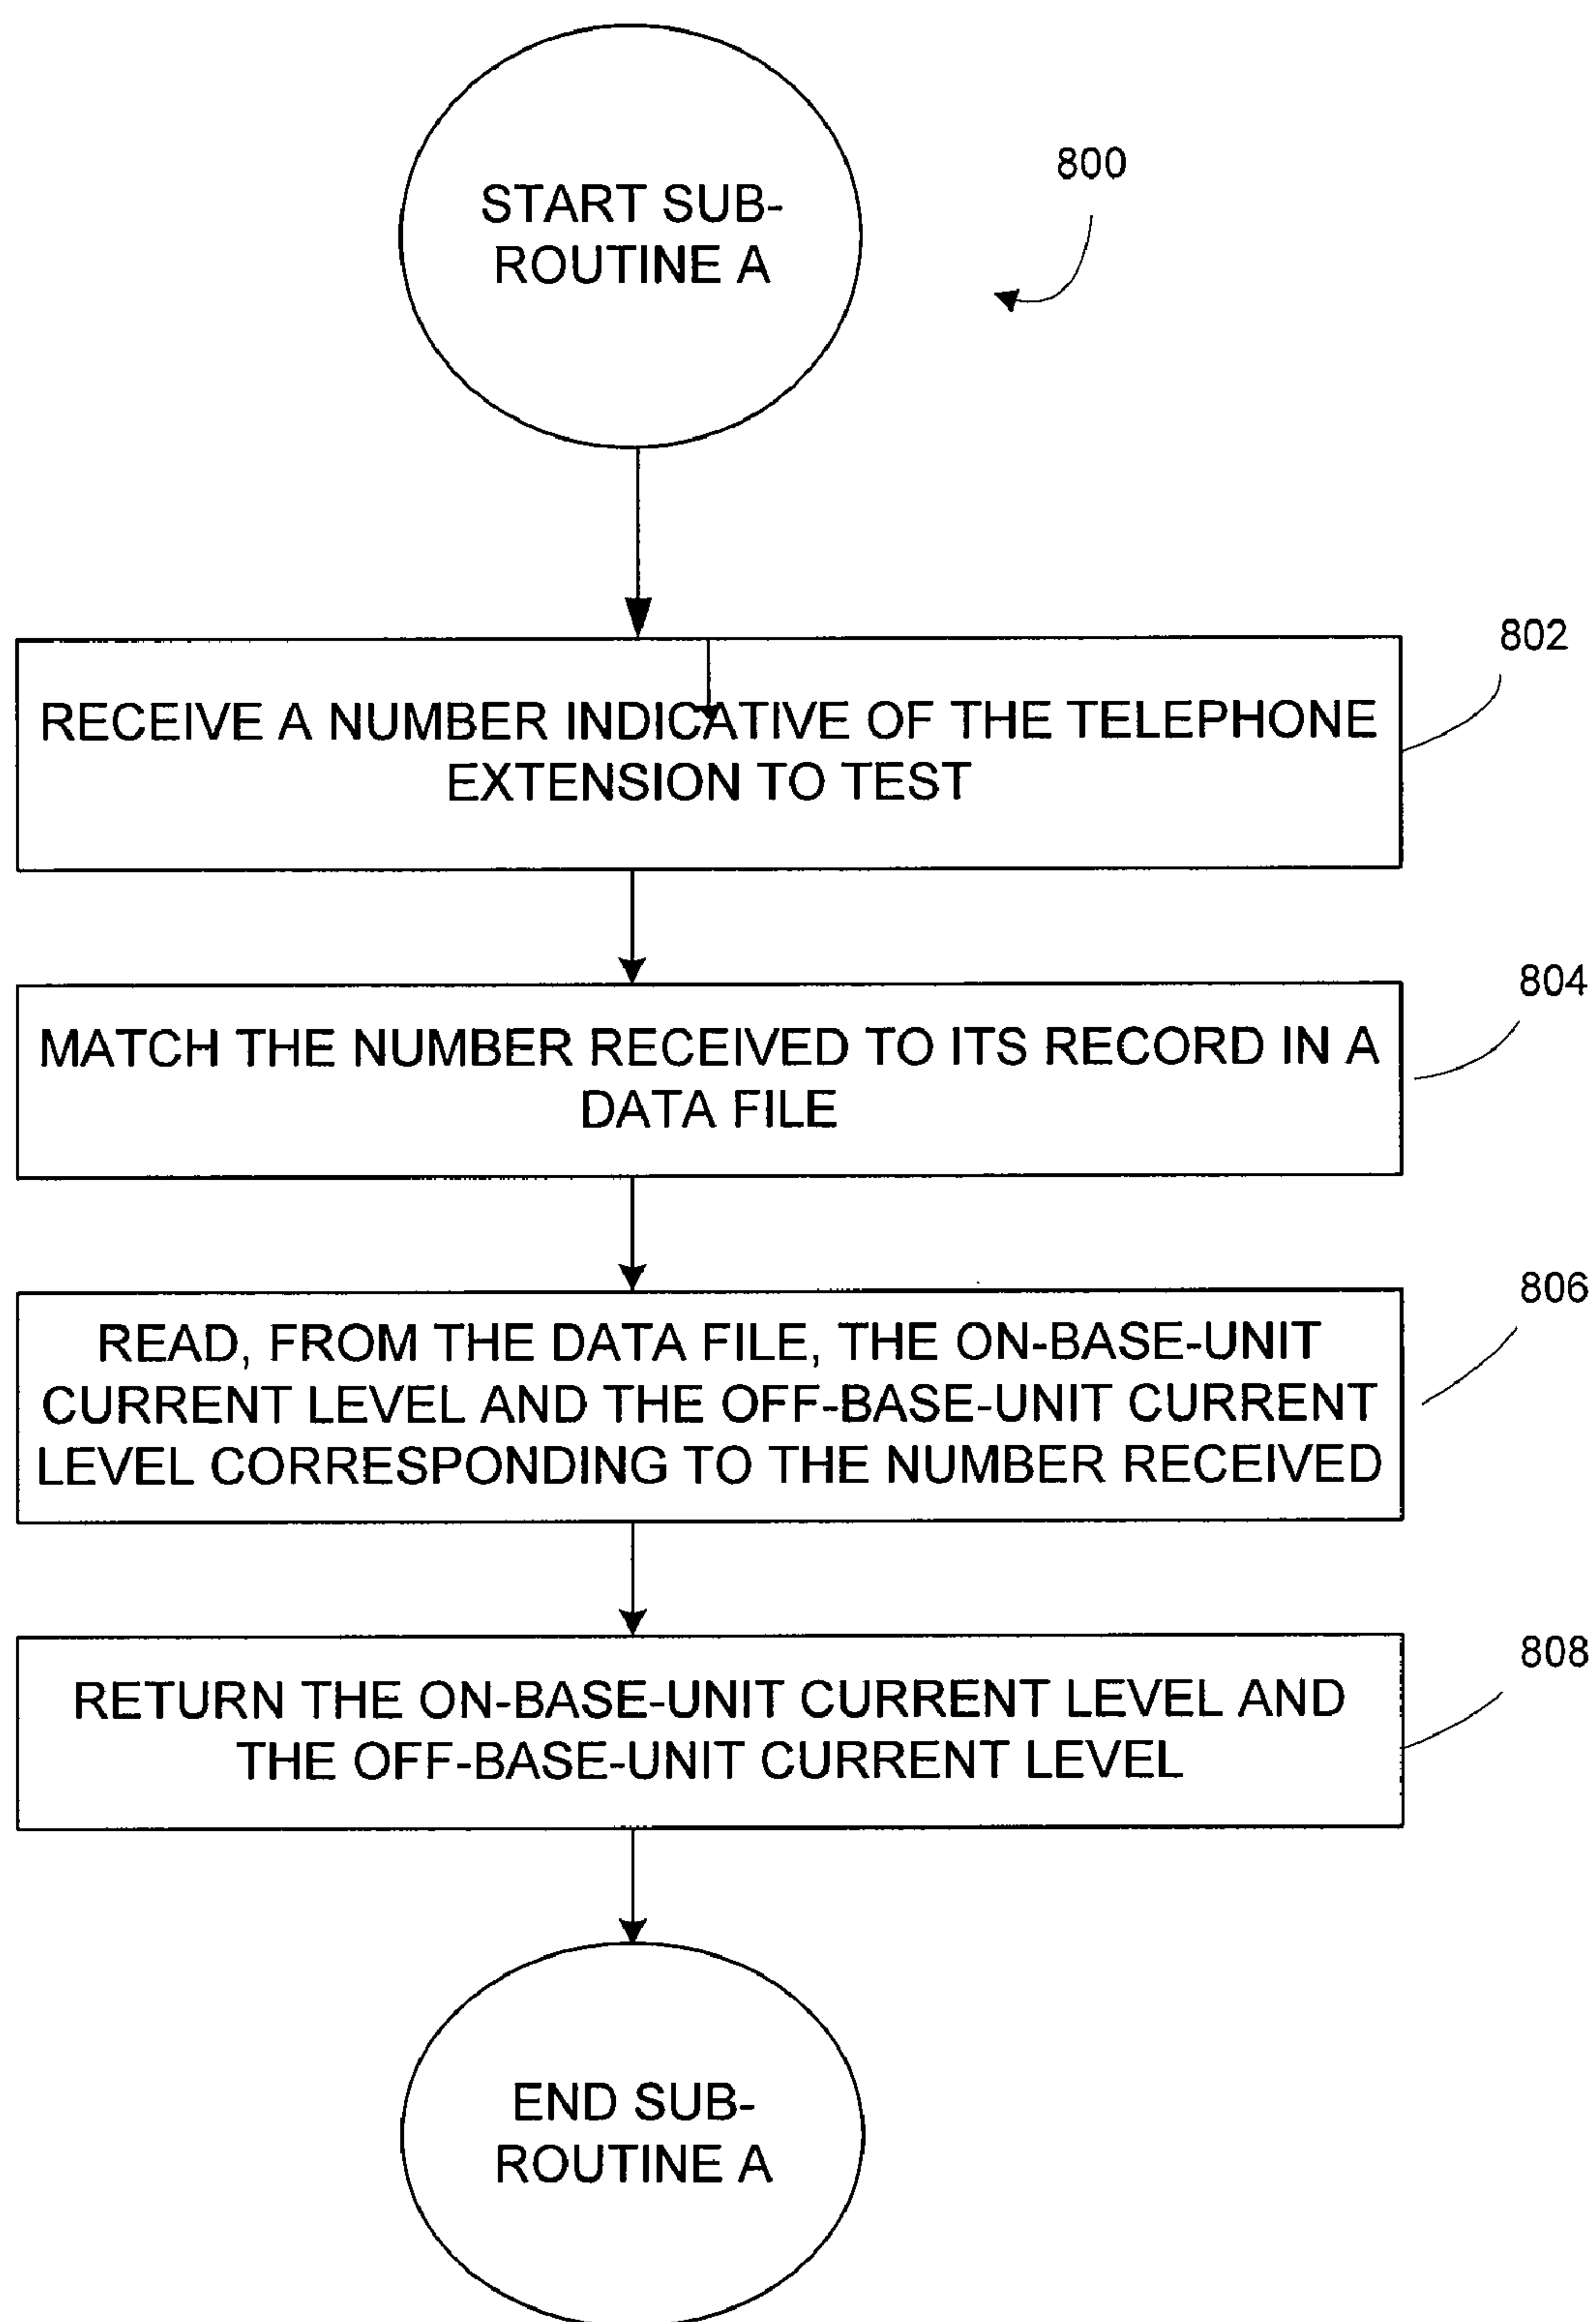 START SUB-
ROUTINE A
800
802
RECEIVE A NUMBER INDICATIVE OF THE TELEPHONE
EXTENSION TO TEST
804
MATCH THE NUMBER RECEIVED TO ITS RECORD IN A
DATA FILE
806
READ, FROM THE DATA FILE, THE ON-BASE-UNIT
CURRENT LEVEL AND THE OFF-BASE-UNIT CURRENT
LEVEL CORRESPONDING TO THE NUMBER RECEIVED
808
RETURN THE ON-BASE-UNIT CURRENT LEVEL AND
THE OFF-BASE-UNIT CURRENT LEVEL
END SUB-
ROUTINE A